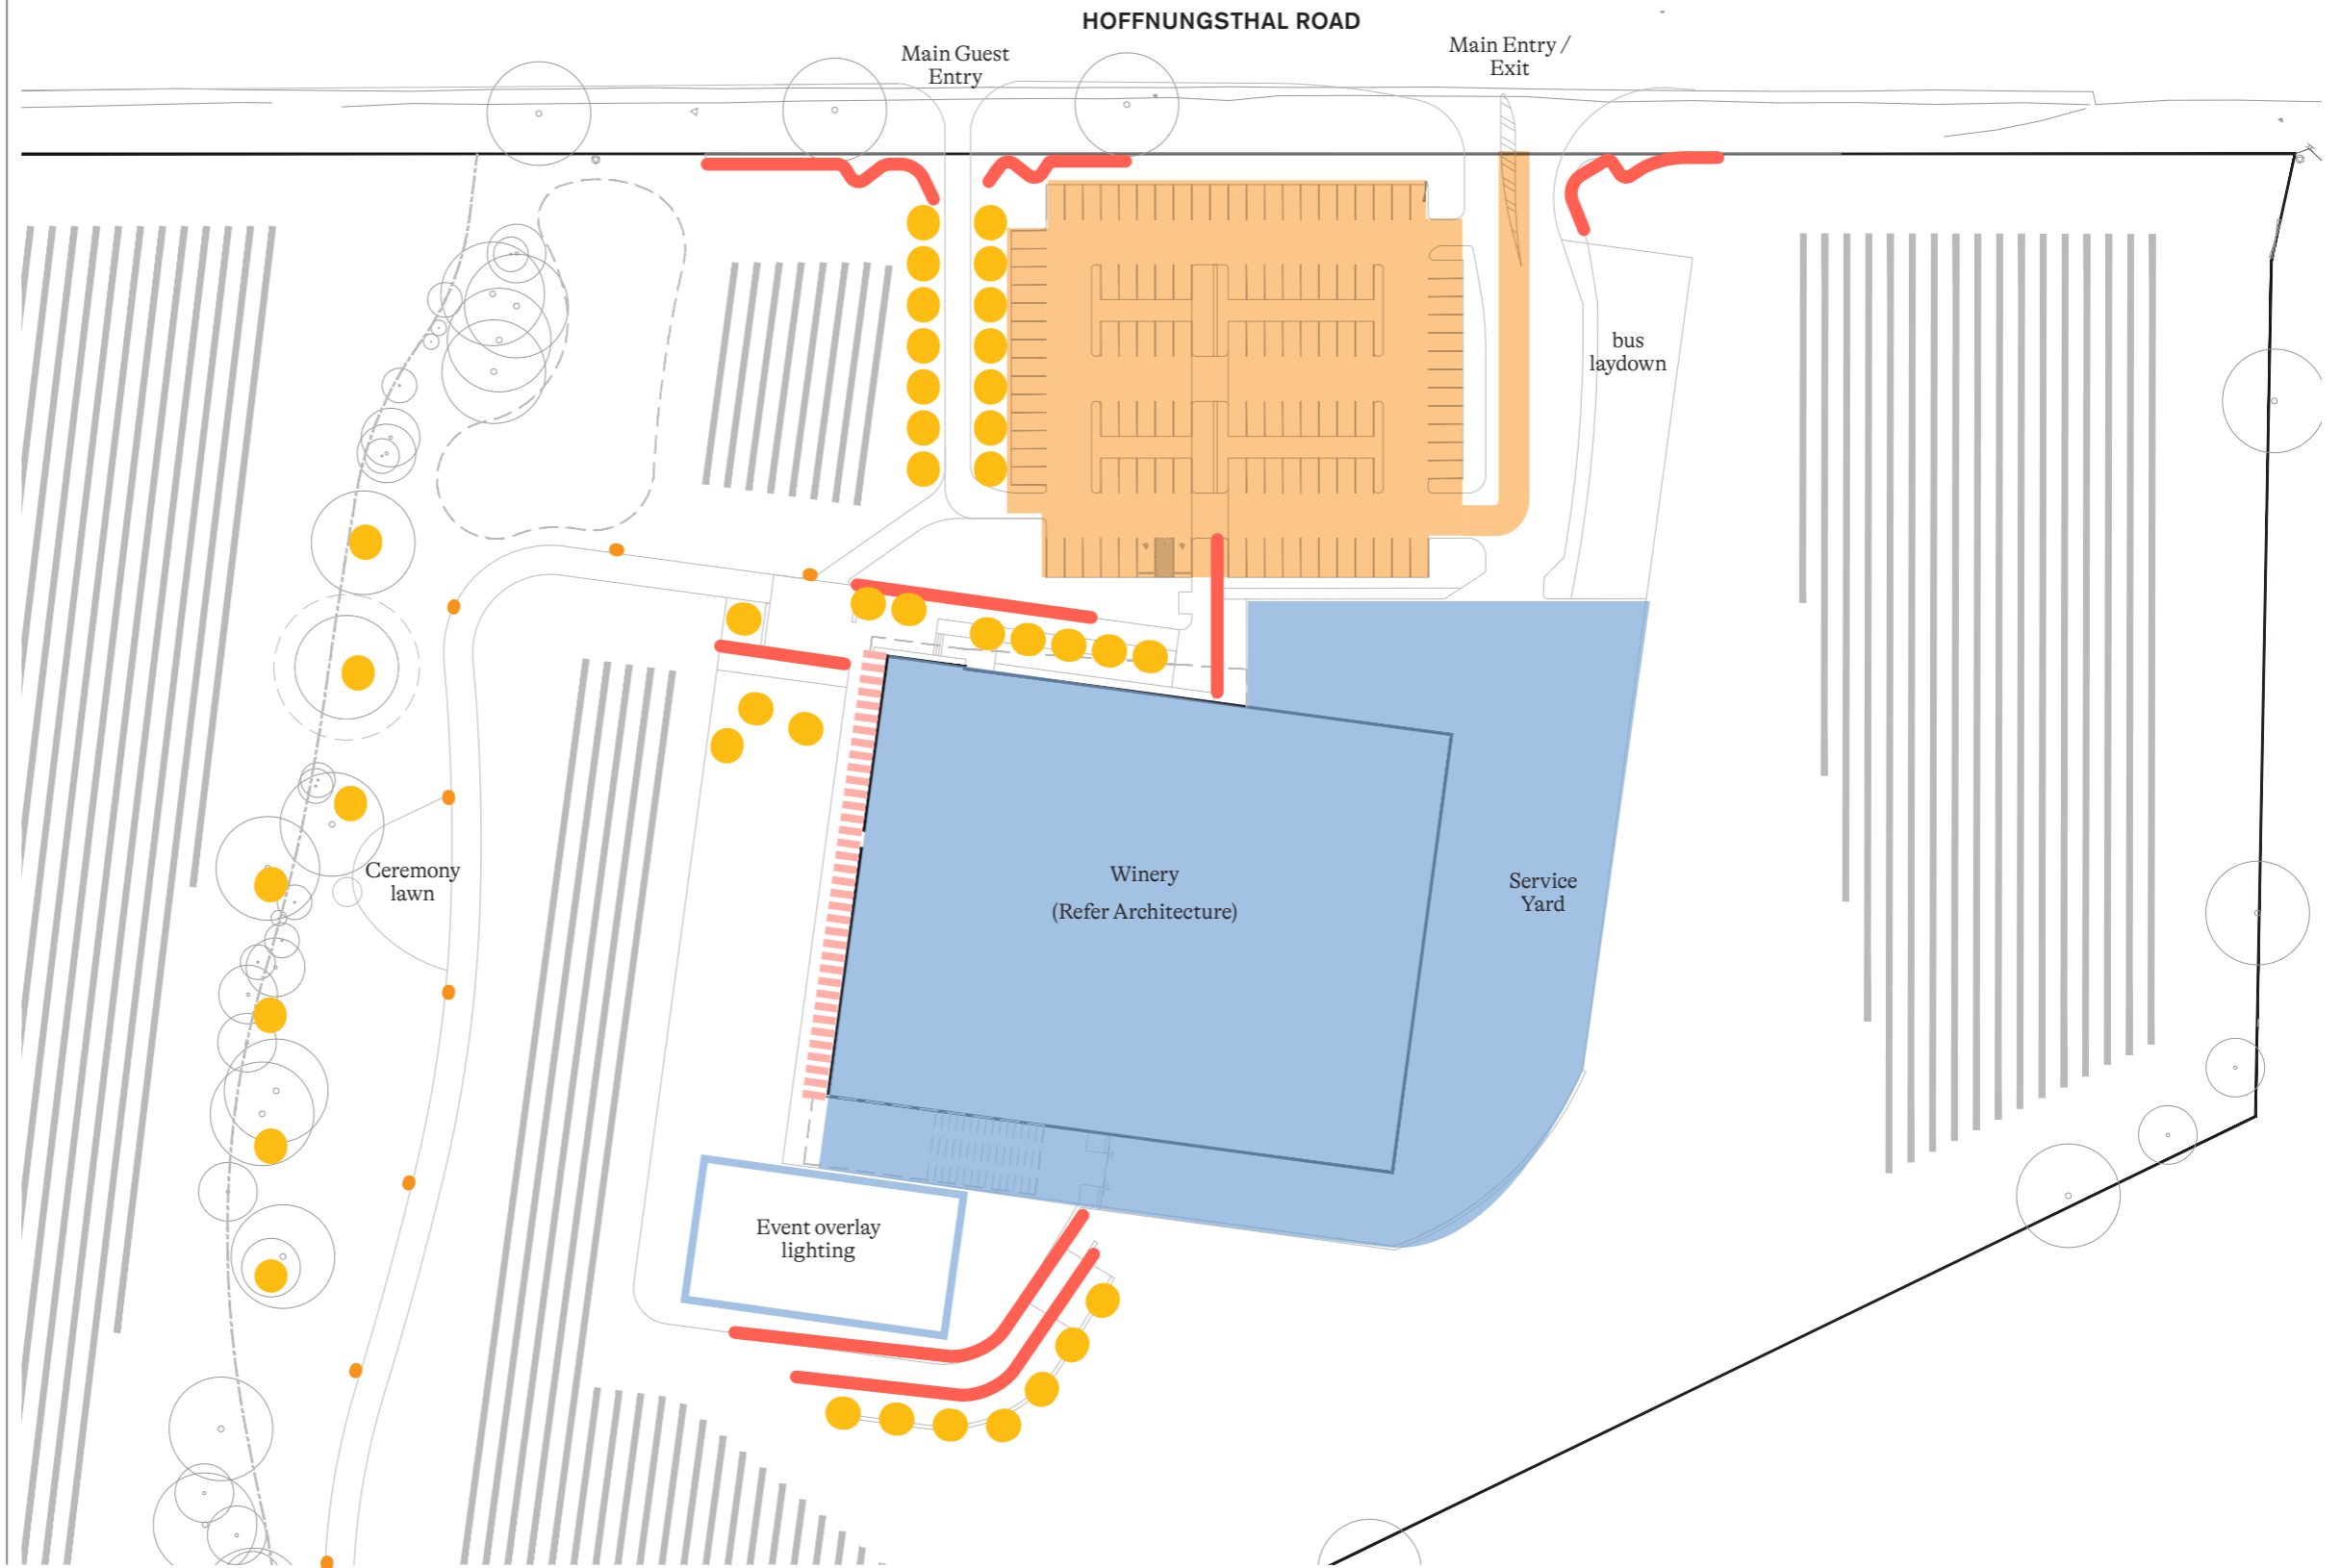 HOFFNUNGSTHAL ROAD
Main Guest
Entry
Main Entry /
Exit
bus
laydown
Ceremony
lawn
Winery
(Refer Architecture)
Service
Yard
Event overlay
lighting